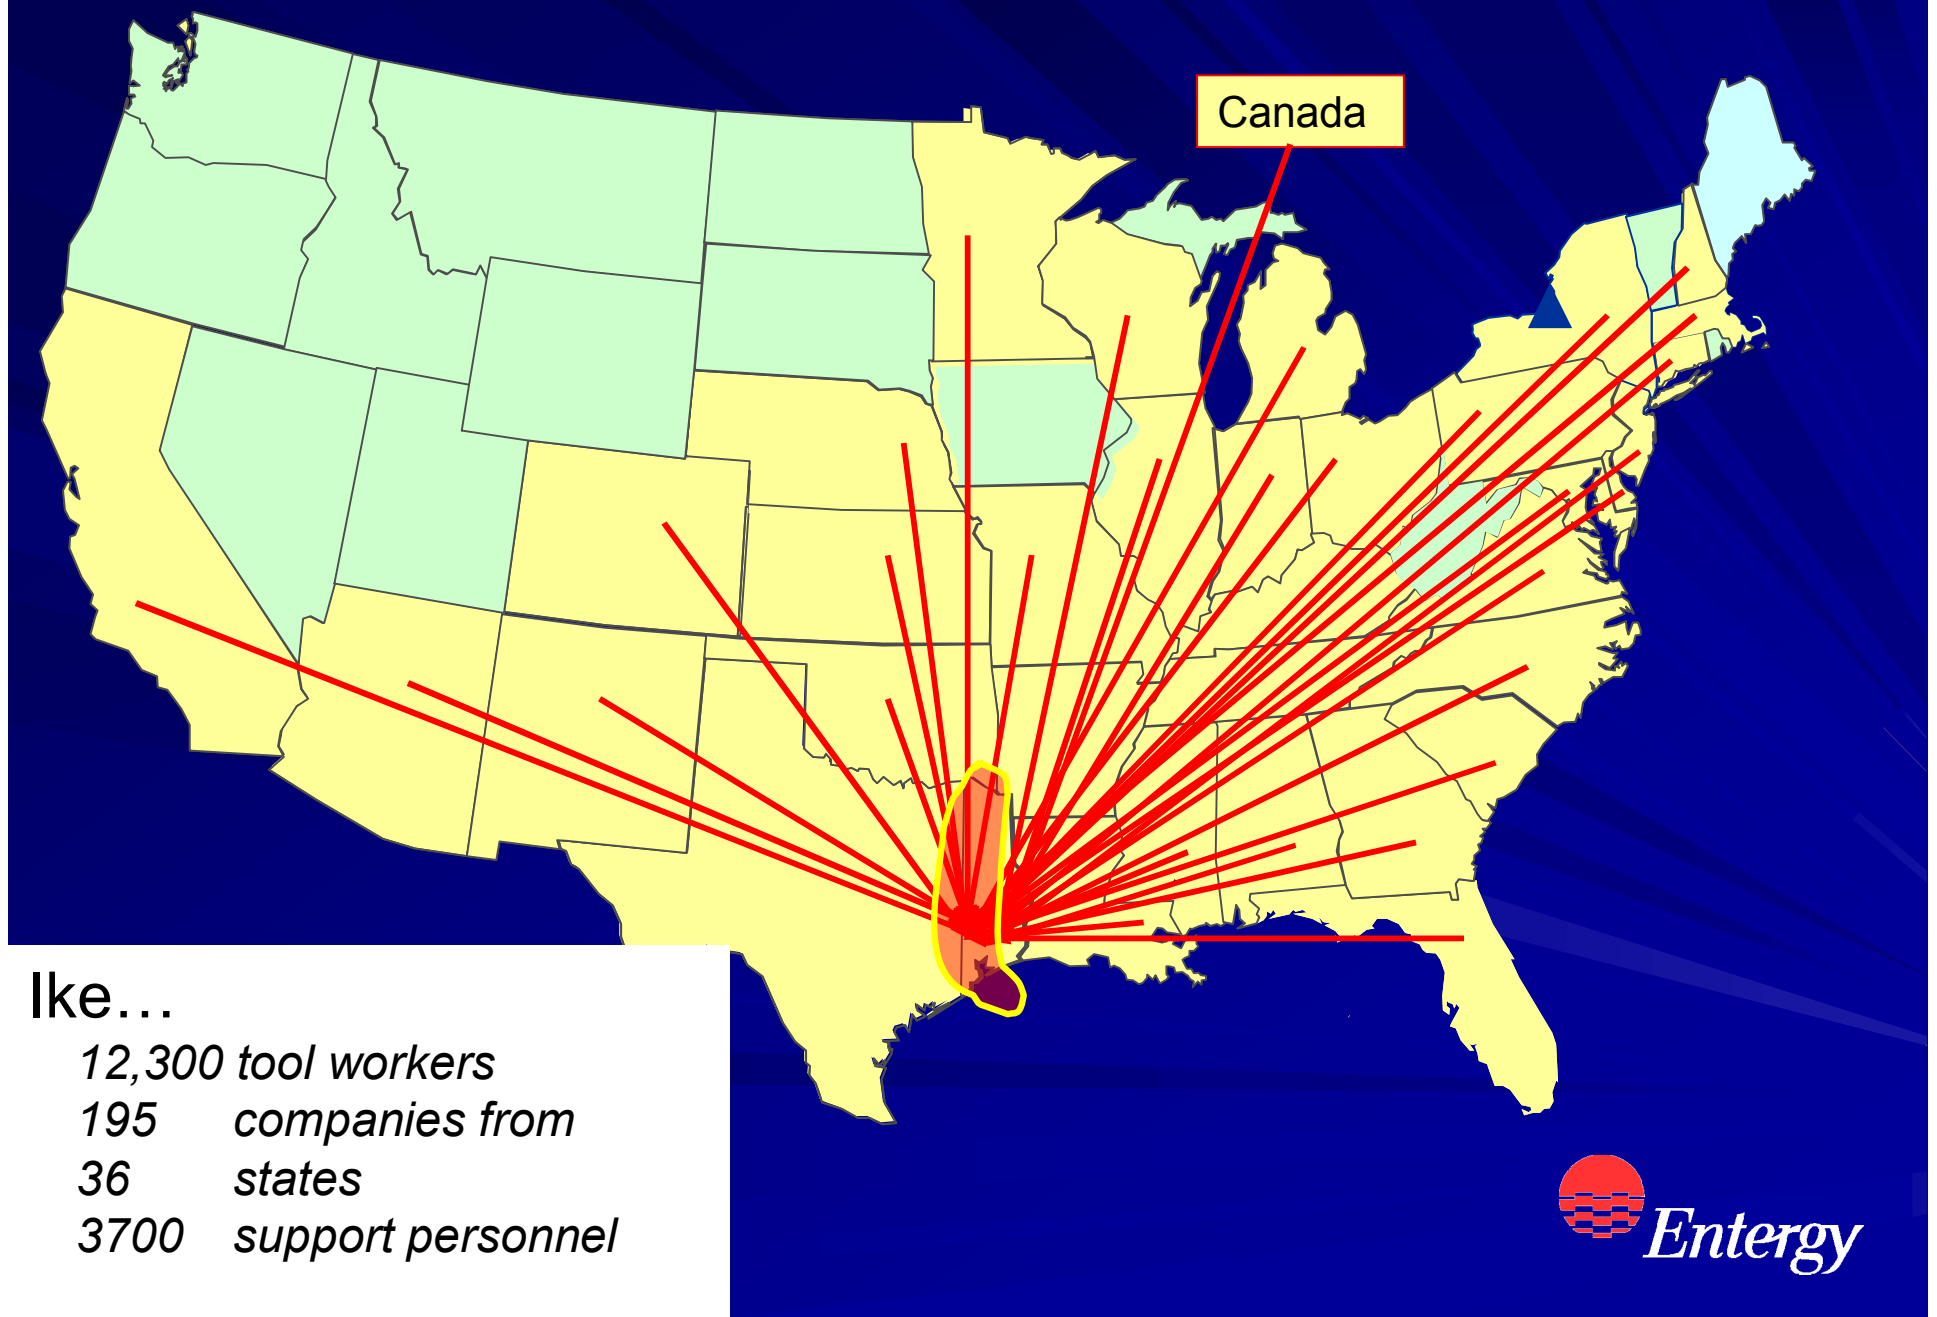 Canada
Ike…
12,300 tool workers
195 companies from
36 states
3700 support personnel
Entergy